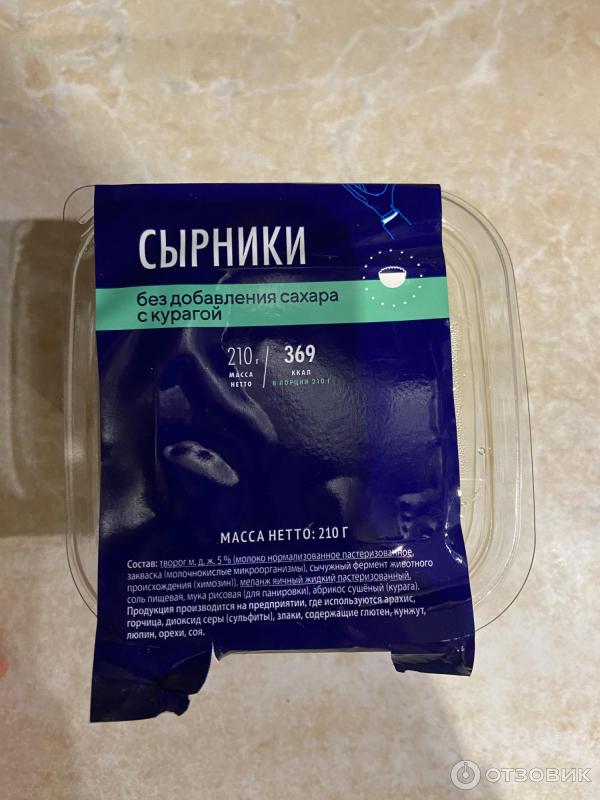 СЫРНИКИ
без добавления сахара
с курагой
210 г / 369
МАССА НЕТТО ККАЛ
В ПОРЦИИ 210 Г
МАССА НЕТТО: 210 Г
Состав: творог м. д. ж. 5 % (молоко нормализованное пастеризованное,
закваска (молочнокислые микроорганизмы), сычужный фермент животного
происхождения (химозин)), меланж яичный жидкий пастеризованный,
соль пищевая, мука рисовая (для панировки), абрикос сушёный (курага).
Продукция производится на предприятии, где используются арахис,
горчица, диоксид серы (сульфиты), злаки, содержащие глютен, кунжут,
люпин, орехи, соя.
ОТЗОВИК